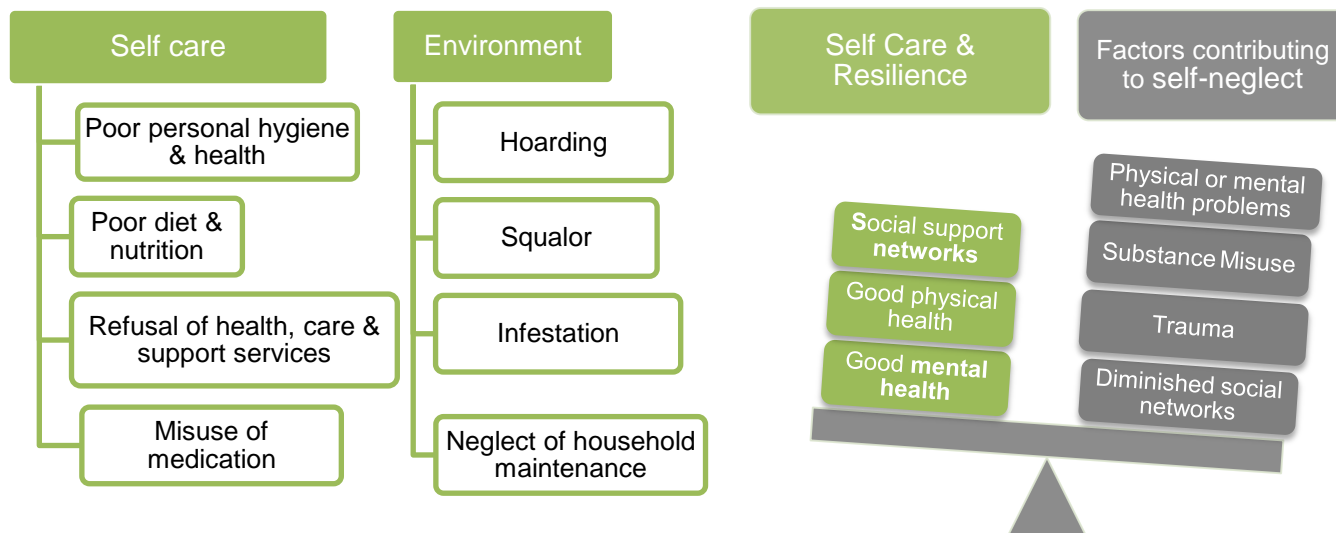 Self care
Poor personal hygiene
& health
Poor diet &
nutrition
Refusal of health, care &
support services
Misuse of
medication
Environment
Hoarding
Squalor
Infestation
Neglect of household
maintenance
Self Care &
Resilience
Social support
networks
Good physical
health
Good mental
health
Factors contributing
to self-neglect
Physical or mental
health problems
Substance Misuse
Trauma
Diminished social
networks